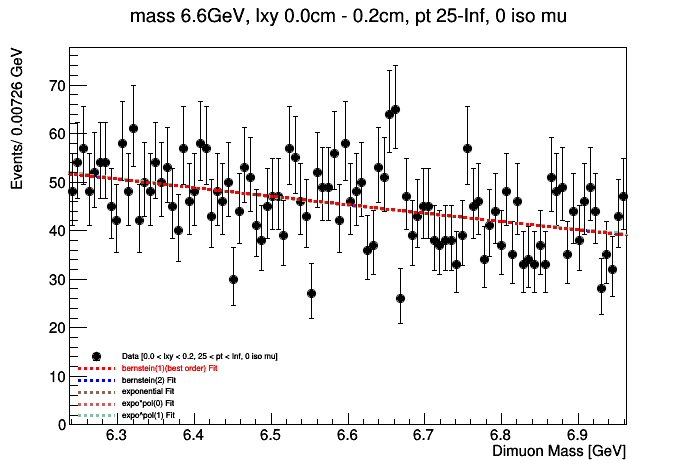 mass 6.6GeV, lxy 0.0cm - 0.2cm, pt 25-Inf, 0 iso mu
Events/ 0.00726 GeV
70
60
50
40
30
20
10
0
Data [0.0 < lxy < 0.2, 25 < pt < Inf, 0 iso mu]
bernstein(1)(best order) Fit
bernstein(2) Fit
exponential Fit
expo*pol(0) Fit
expo*pol(1) Fit
6.3 6.4 6.5 6.6 6.7 6.8 6.9
Dimuon Mass [GeV]